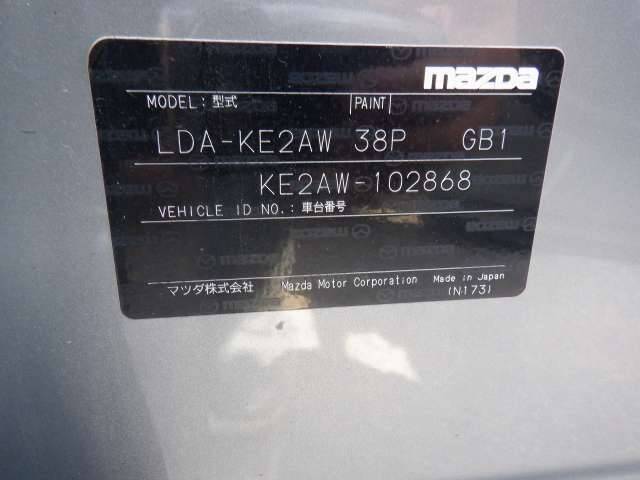 mazda
MODEL:型式 PAINT
LDA-KE2AW 38P GB1
KE2AW-102868
VEHICLE ID NO.:車台番号
マツダ株式会社 Mazda Motor Corporation Made in Japan
(N173)